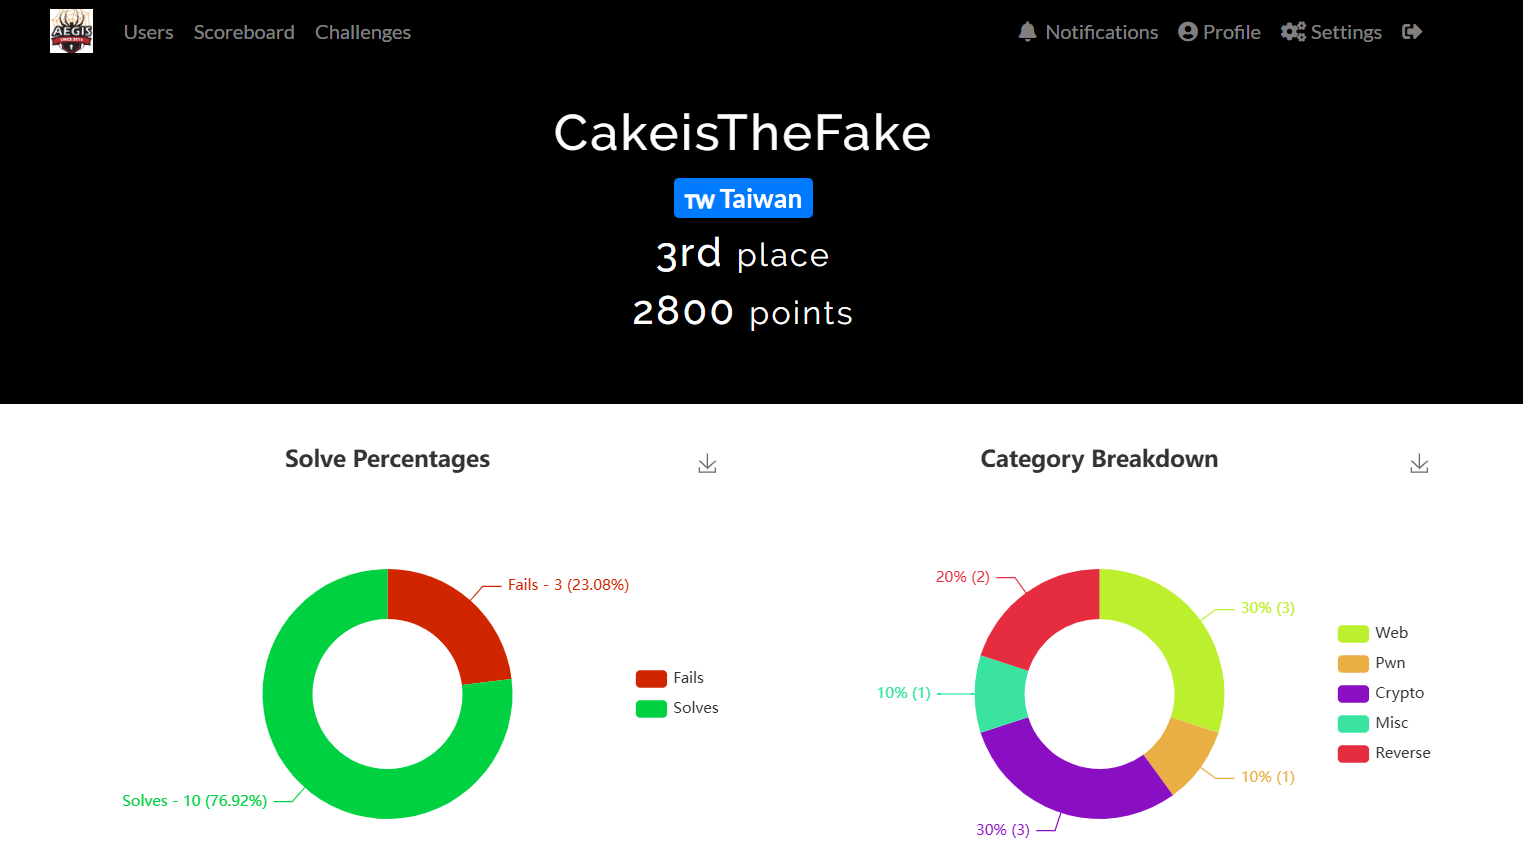 AEGIS
SINCE 2011
Users Scoreboard Challenges Notifications Profile Settings
CakeisTheFake
TW Taiwan
3rd place
2800 points
Solve Percentages
Fails - 3 (23.08%)
Solves - 10 (76.92%)
Fails
Solves
Category Breakdown
20% (2)
30% (3)
10% (1)
10% (1)
30% (3)
Web
Pwn
Crypto
Misc
Reverse